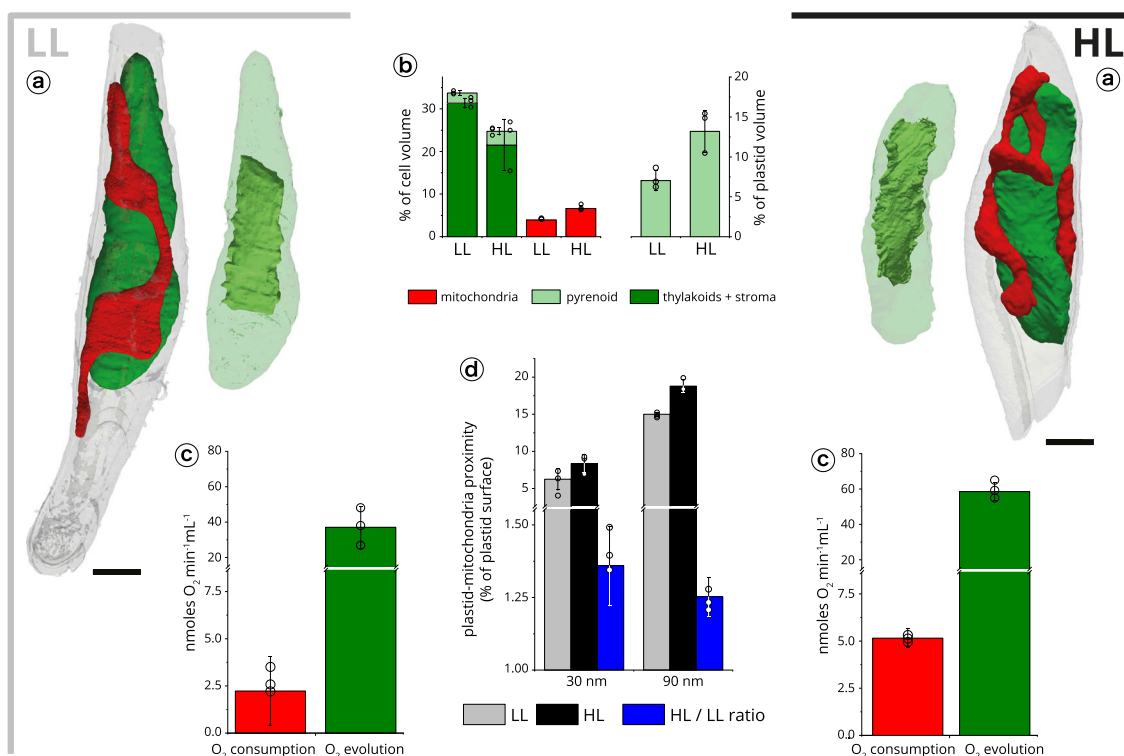 LL
HL
a
a
b
% of cell volume
30
20
10
0
LL
HL
LL
HL
20
15
10
5
0
% of plastid volume
LL
HL
mitochondria
pyrenoid
thylakoids + stroma
d
plastid-mitochondria proximity
(% of plastid surface)
20
15
10
5
1.50
1.25
1.00
30 nm
90 nm
LL
HL
HL / LL ratio
c
nmoles O₂ min⁻¹mL⁻¹
80
60
40
20
7.5
5.0
2.5
0.0
O₂ consumption
O₂ evolution
c
nmoles O₂ min⁻¹mL⁻¹
80
60
40
20
7.5
5.0
2.5
0.0
O₂ consumption
O₂ evolution